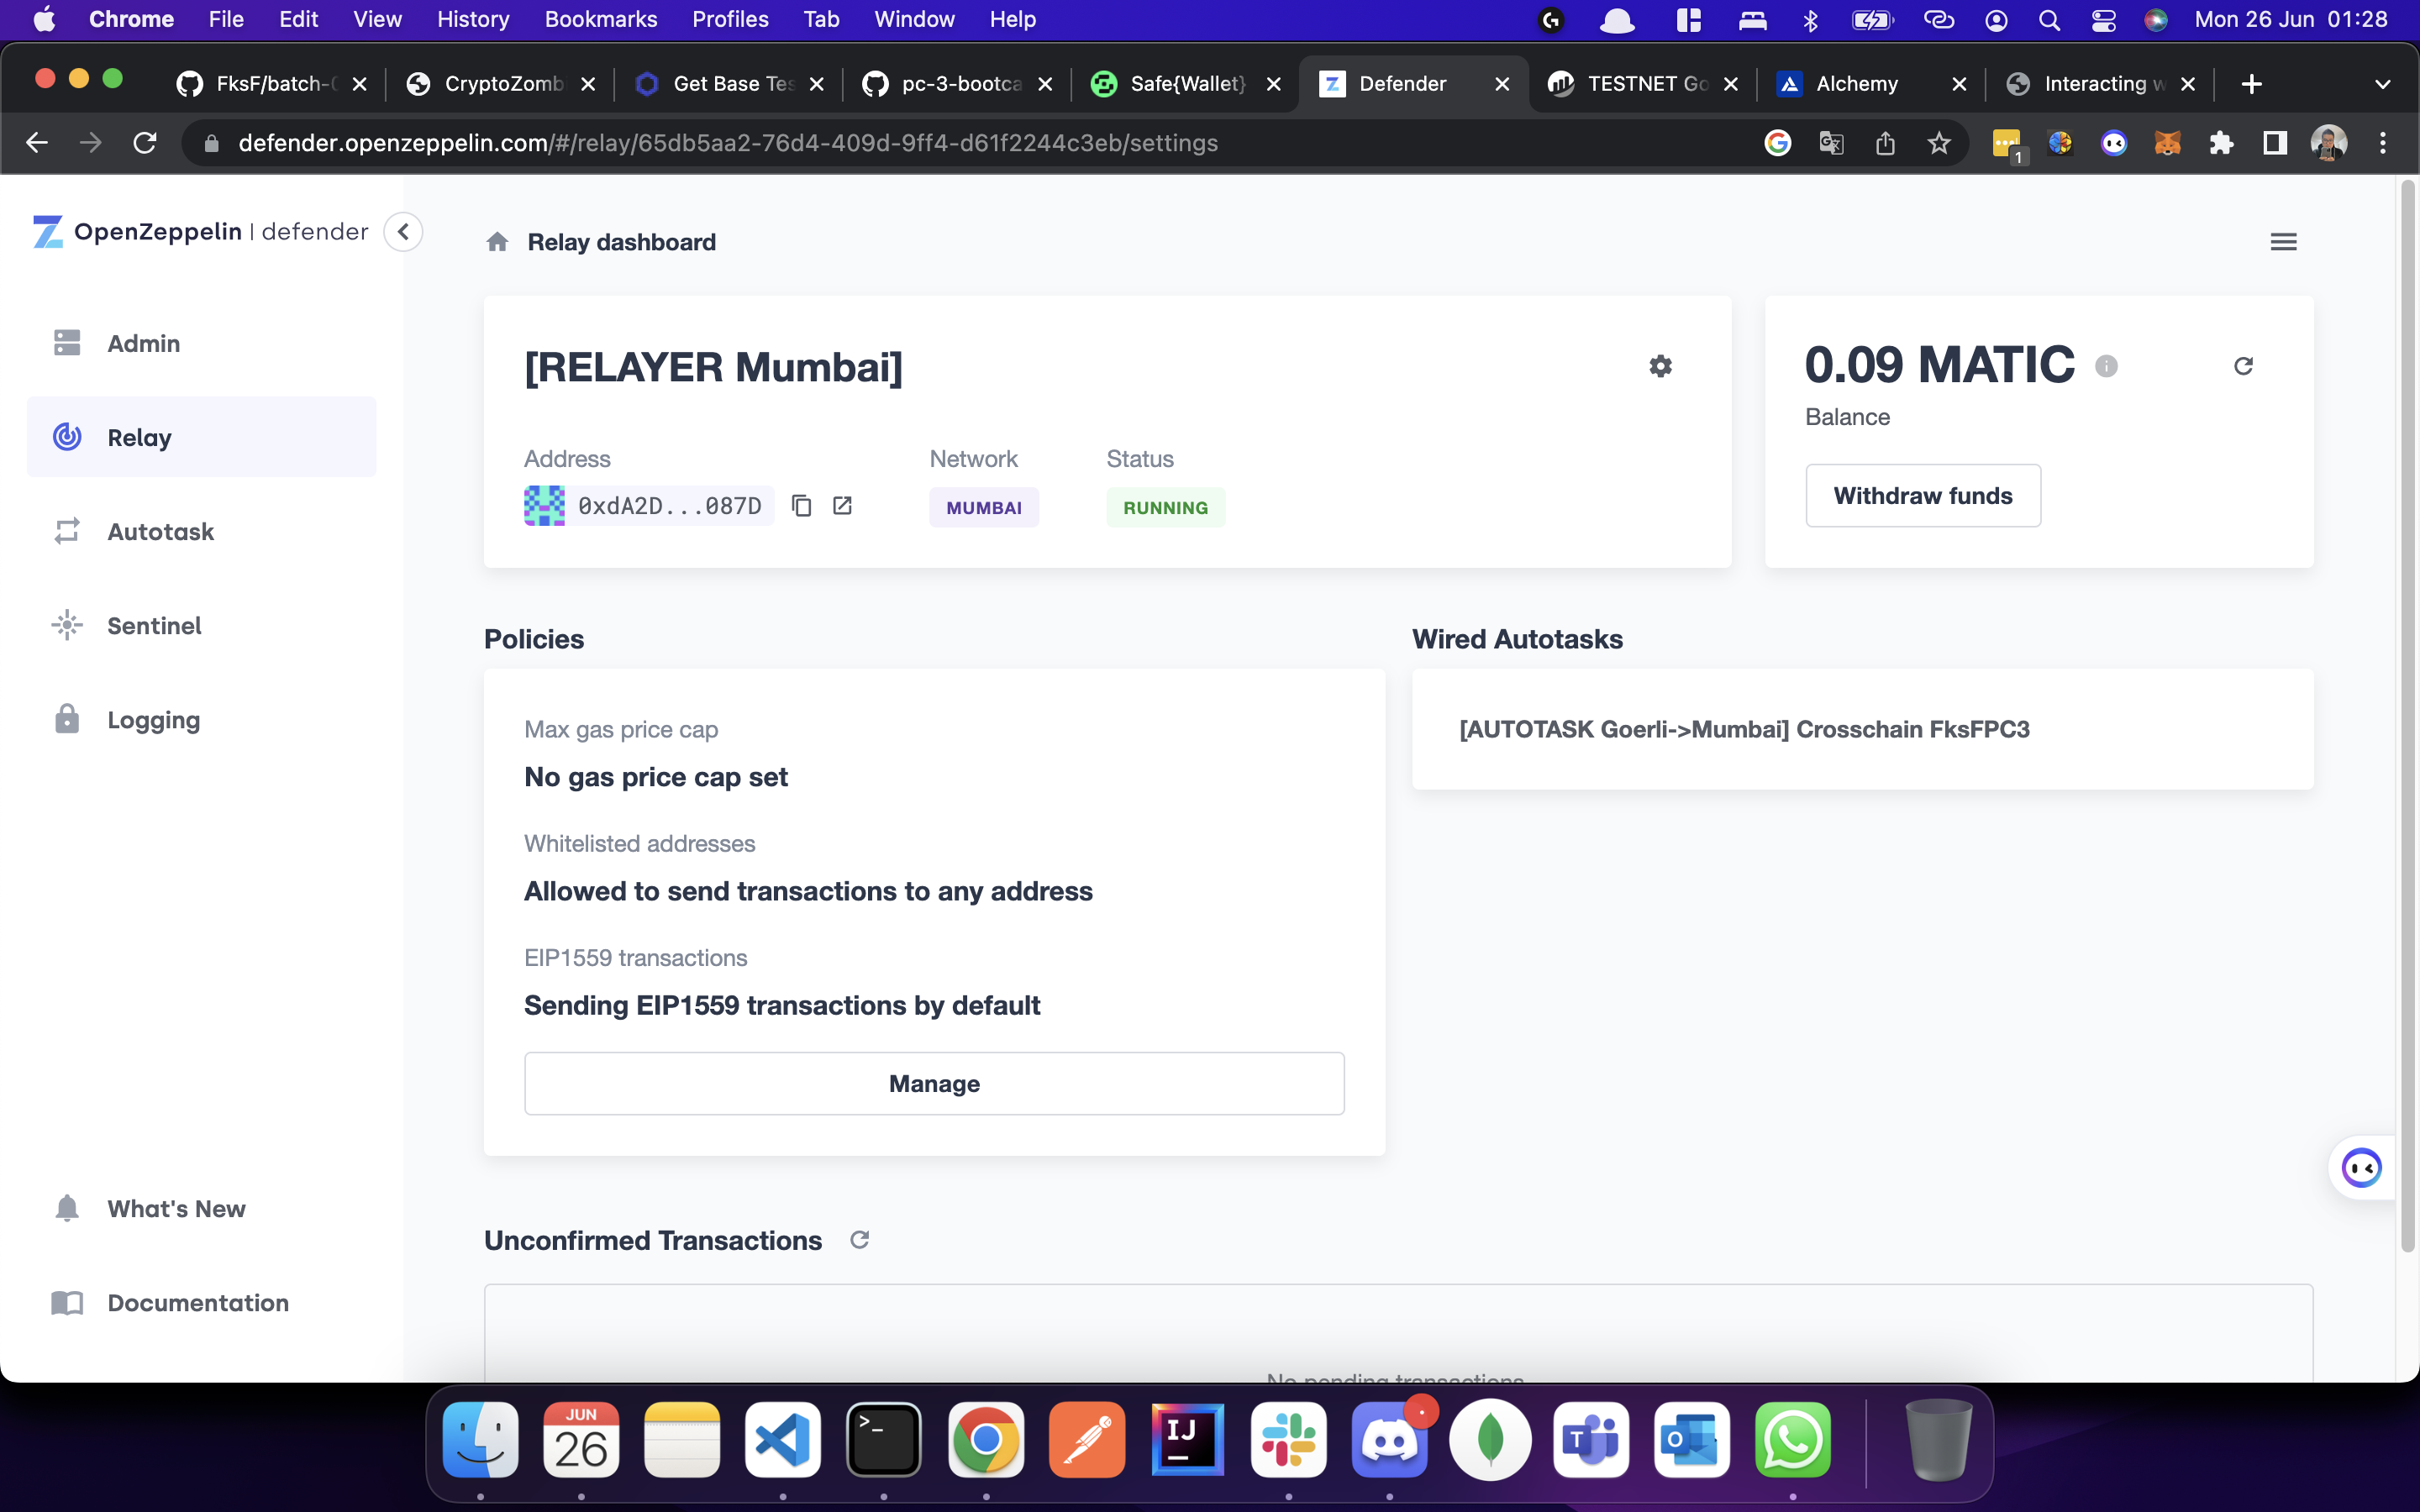 Chrome File Edit View History Bookmarks Profiles Tab Window Help Mon 26 Jun 01:28
FksF/batch- CryptoZomb Get Base Tes pc-3-bootca Safe{Wallet} Defender TESTNET Go Alchemy Interacting w
defender.openzeppelin.com/#/relay/65db5aa2-76d4-409d-9ff4-d61f2244c3eb/settings
1
OpenZeppelin | defender
Admin
Relay
Autotask
Sentinel
Logging
What's New
Documentation
Relay dashboard
[RELAYER Mumbai]
Address Network Status
0xdA2D...087D MUMBAI RUNNING
0.09 MATIC
Balance
Withdraw funds
Policies
Max gas price cap
No gas price cap set
Whitelisted addresses
Allowed to send transactions to any address
EIP1559 transactions
Sending EIP1559 transactions by default
Manage
Wired Autotasks
[AUTOTASK Goerli->Mumbai] Crosschain FksFPC3
Unconfirmed Transactions
No pending transactions
JUN
26
IJ
T
O